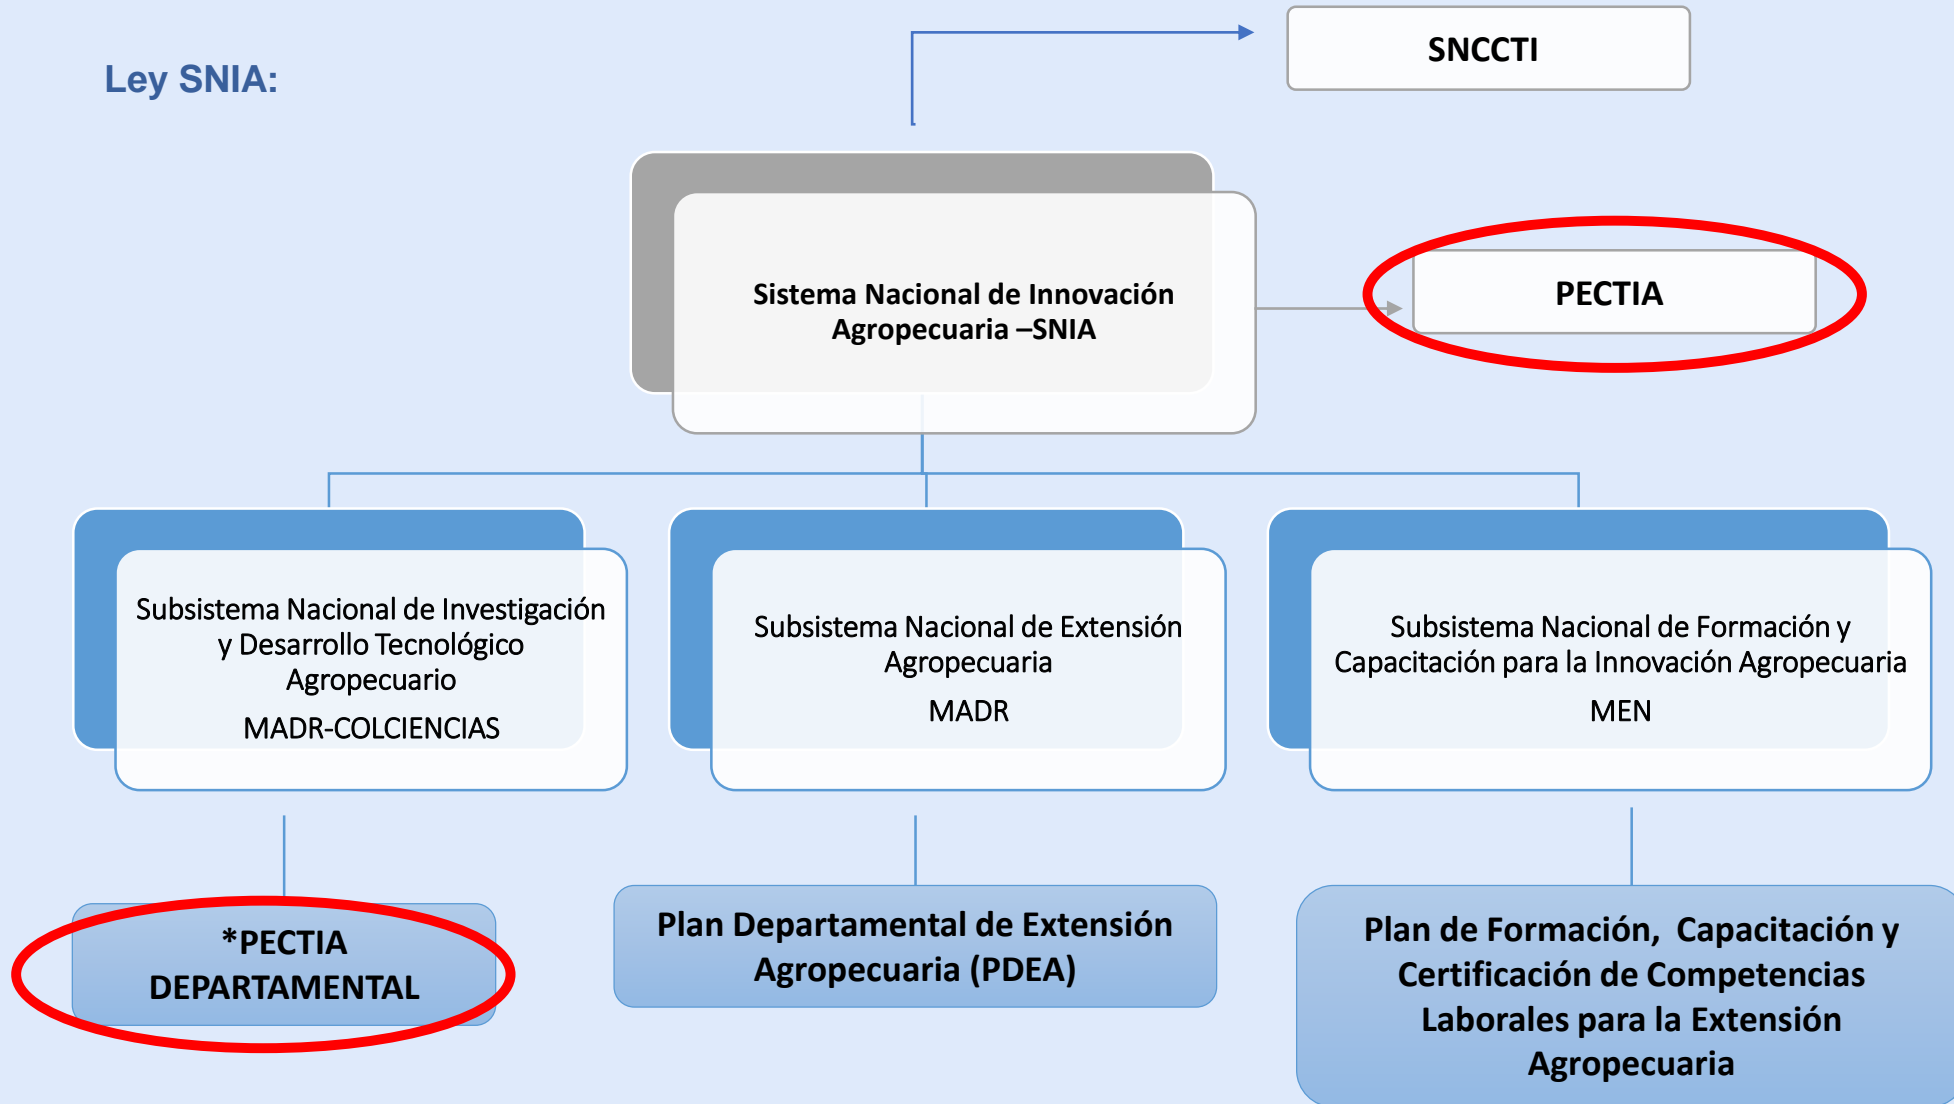 SNCCTI
Ley SNIA:
Sistema Nacional de Innovación
Agropecuaria –SNIA
PECTIA
Subsistema Nacional de Investigación
y Desarrollo Tecnológico
Agropecuario
MADR-COLCIENCIAS
Subsistema Nacional de Extensión
Agropecuaria
MADR
Subsistema Nacional de Formación y
Capacitación para la Innovación Agropecuaria
MEN
*PECTIA
DEPARTAMENTAL
Plan Departamental de Extensión
Agropecuaria (PDEA)
Plan de Formación, Capacitación y
Certificación de Competencias
Laborales para la Extensión
Agropecuaria